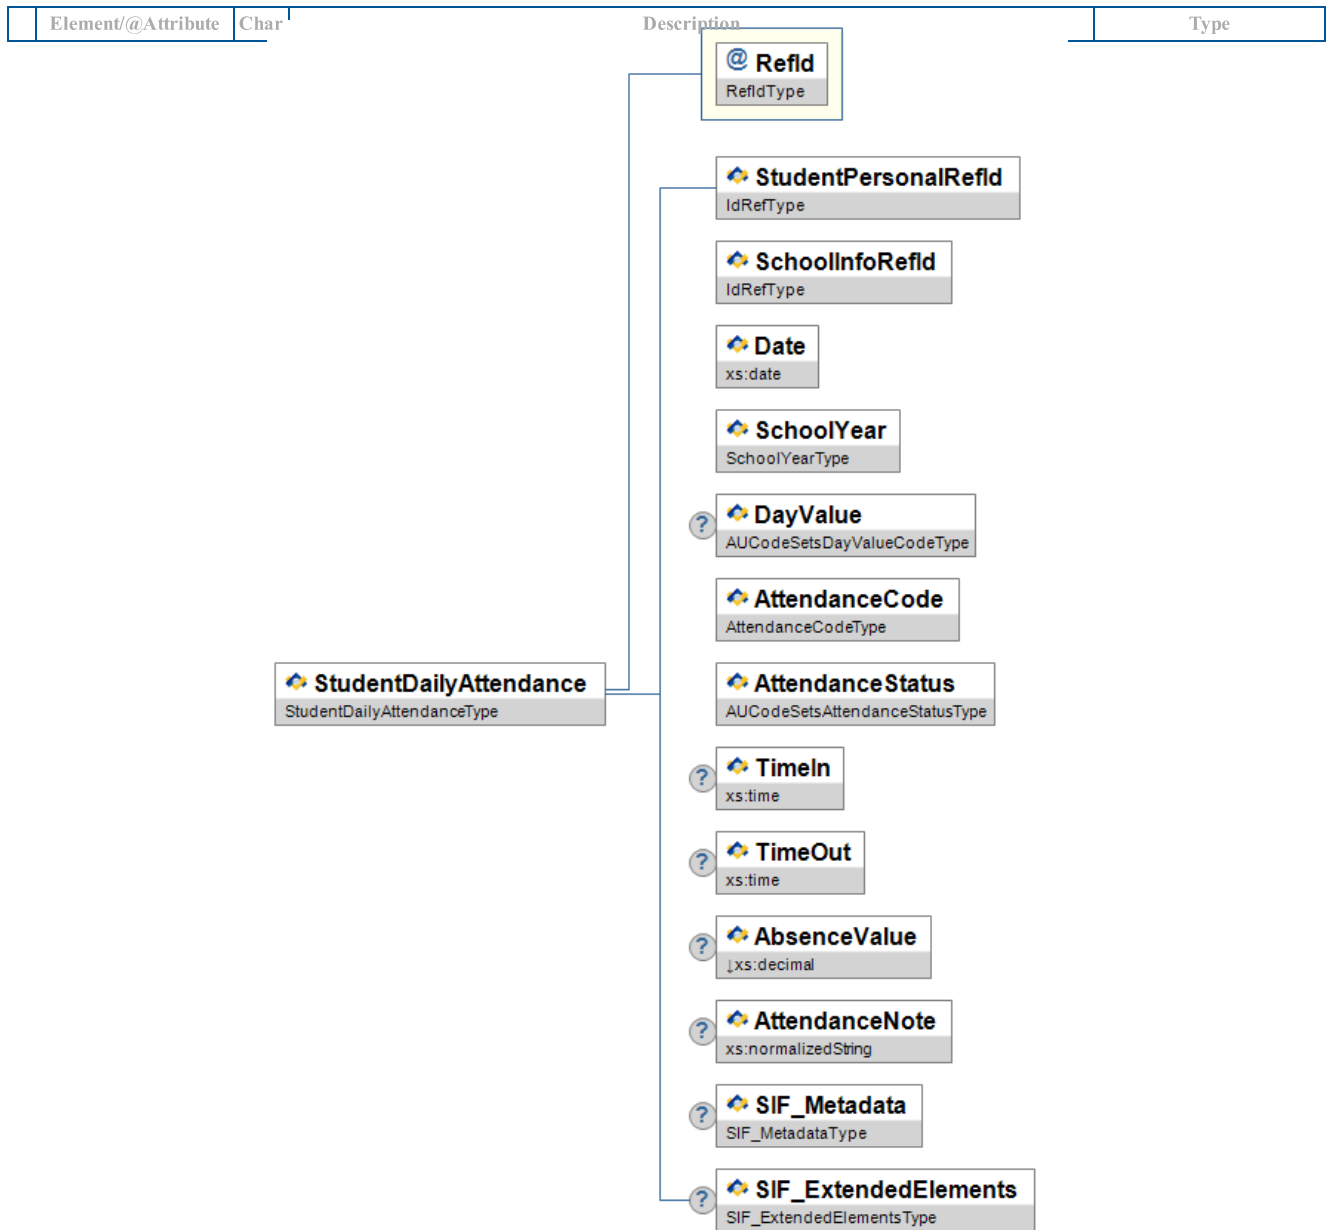 Element/@Attribute Char Description Type
@ RefId
RefIdType
StudentPersonalRefId
IdRefType
SchoolInfoRefId
IdRefType
Date
xs:date
SchoolYear
SchoolYearType
? DayValue
AUCodeSetsDayValueCodeType
AttendanceCode
AttendanceCodeType
StudentDailyAttendance
StudentDailyAttendanceType
AttendanceStatus
AUCodeSetsAttendanceStatusType
? TimeIn
xs:time
? TimeOut
xs:time
? AbsenceValue
↓xs:decimal
? AttendanceNote
xs:normalizedString
? SIF_Metadata
SIF_MetadataType
? SIF_ExtendedElements
SIF_ExtendedElementsType